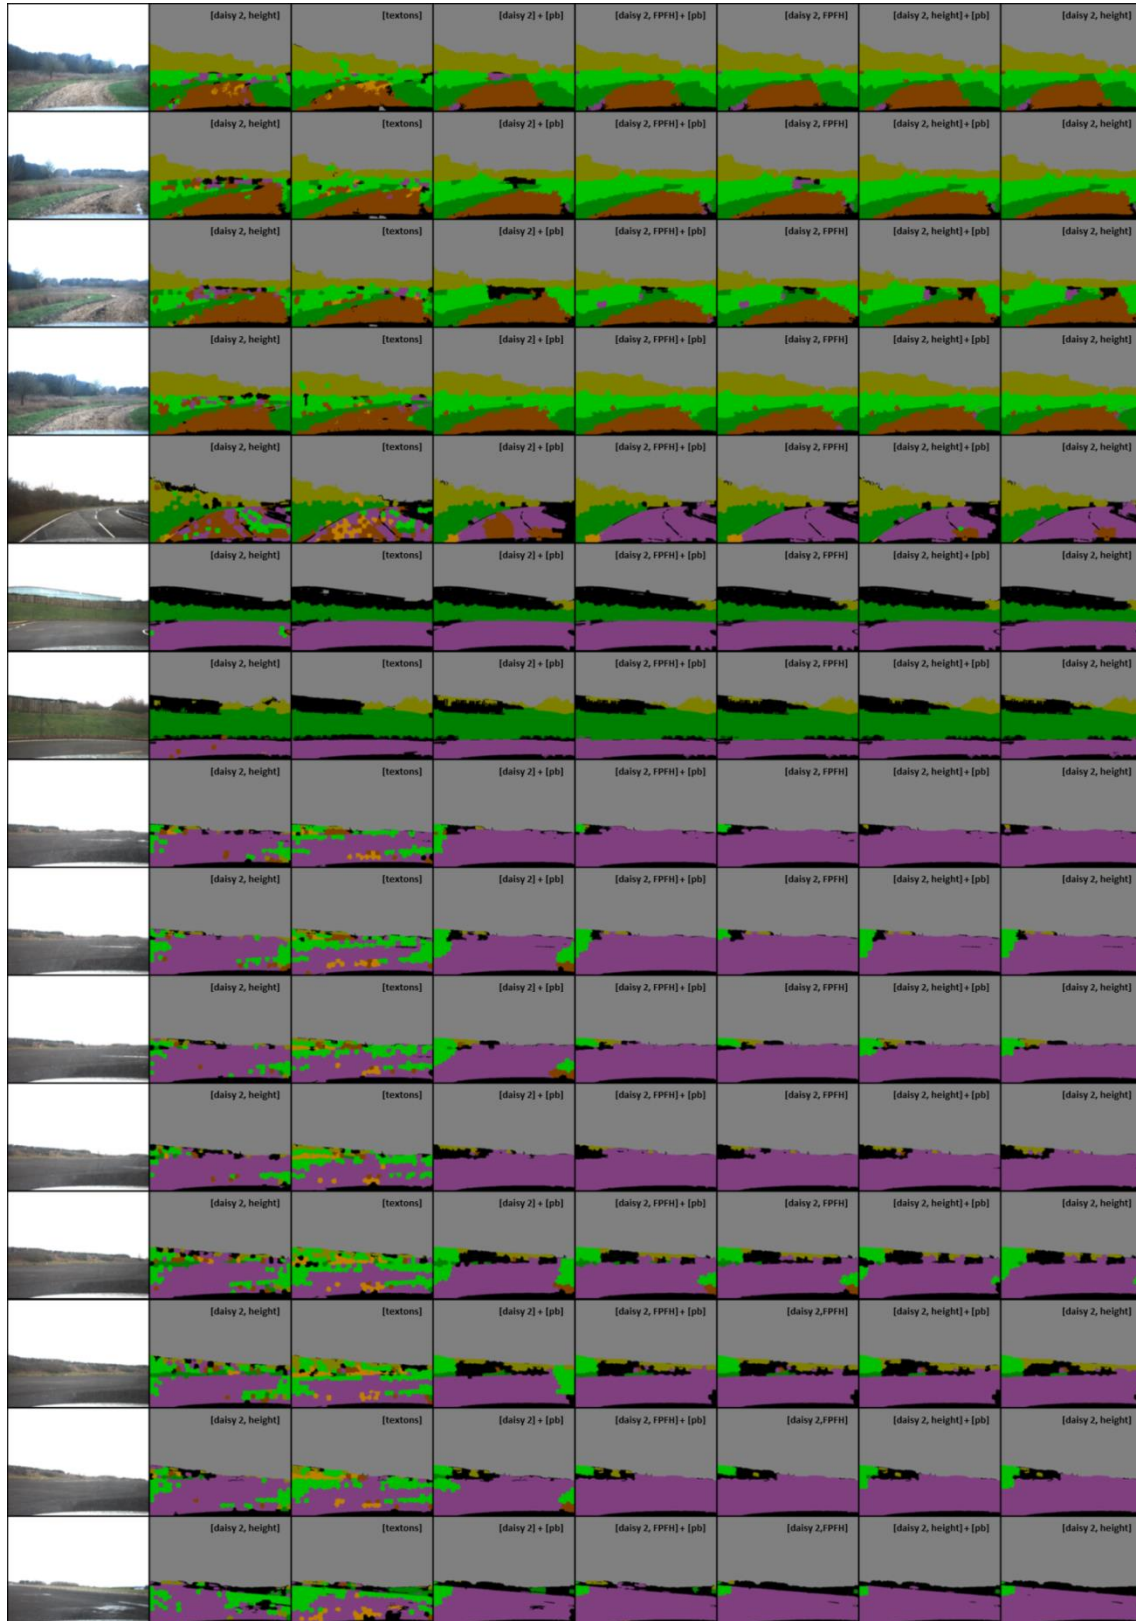 [daisy 2, height] [textons] [daisy 2] + [pb] [daisy 2, FPFH] + [pb] [daisy 2, FPFH] [daisy 2, height] + [pb] [daisy 2, height]
[daisy 2, height] [textons] [daisy 2] + [pb] [daisy 2, FPFH] + [pb] [daisy 2, FPFH] [daisy 2, height] + [pb] [daisy 2, height]
[daisy 2, height] [textons] [daisy 2] + [pb] [daisy 2, FPFH] + [pb] [daisy 2, FPFH] [daisy 2, height] + [pb] [daisy 2, height]
[daisy 2, height] [textons] [daisy 2] + [pb] [daisy 2, FPFH] + [pb] [daisy 2, FPFH] [daisy 2, height] + [pb] [daisy 2, height]
[daisy 2, height] [textons] [daisy 2] + [pb] [daisy 2, FPFH] + [pb] [daisy 2, FPFH] [daisy 2, height] + [pb] [daisy 2, height]
[daisy 2, height] [textons] [daisy 2] + [pb] [daisy 2, FPFH] + [pb] [daisy 2, FPFH] [daisy 2, height] + [pb] [daisy 2, height]
[daisy 2, height] [textons] [daisy 2] + [pb] [daisy 2, FPFH] + [pb] [daisy 2, FPFH] [daisy 2, height] + [pb] [daisy 2, height]
[daisy 2, height] [textons] [daisy 2] + [pb] [daisy 2, FPFH] + [pb] [daisy 2, FPFH] [daisy 2, height] + [pb] [daisy 2, height]
[daisy 2, height] [textons] [daisy 2] + [pb] [daisy 2, FPFH] + [pb] [daisy 2, FPFH] [daisy 2, height] + [pb] [daisy 2, height]
[daisy 2, height] [textons] [daisy 2] + [pb] [daisy 2, FPFH] + [pb] [daisy 2, FPFH] [daisy 2, height] + [pb] [daisy 2, height]
[daisy 2, height] [textons] [daisy 2] + [pb] [daisy 2, FPFH] + [pb] [daisy 2, FPFH] [daisy 2, height] + [pb] [daisy 2, height]
[daisy 2, height] [textons] [daisy 2] + [pb] [daisy 2, FPFH] + [pb] [daisy 2, FPFH] [daisy 2, height] + [pb] [daisy 2, height]
[daisy 2, height] [textons] [daisy 2] + [pb] [daisy 2, FPFH] + [pb] [daisy 2,FPFH] [daisy 2, height] + [pb] [daisy 2, height]
[daisy 2, height] [textons] [daisy 2] + [pb] [daisy 2, FPFH] + [pb] [daisy 2,FPFH] [daisy 2, height] + [pb] [daisy 2, height]
[daisy 2, height] [textons] [daisy 2] + [pb] [daisy 2, FPFH] + [pb] [daisy 2,FPFH] [daisy 2, height] + [pb] [daisy 2, height]